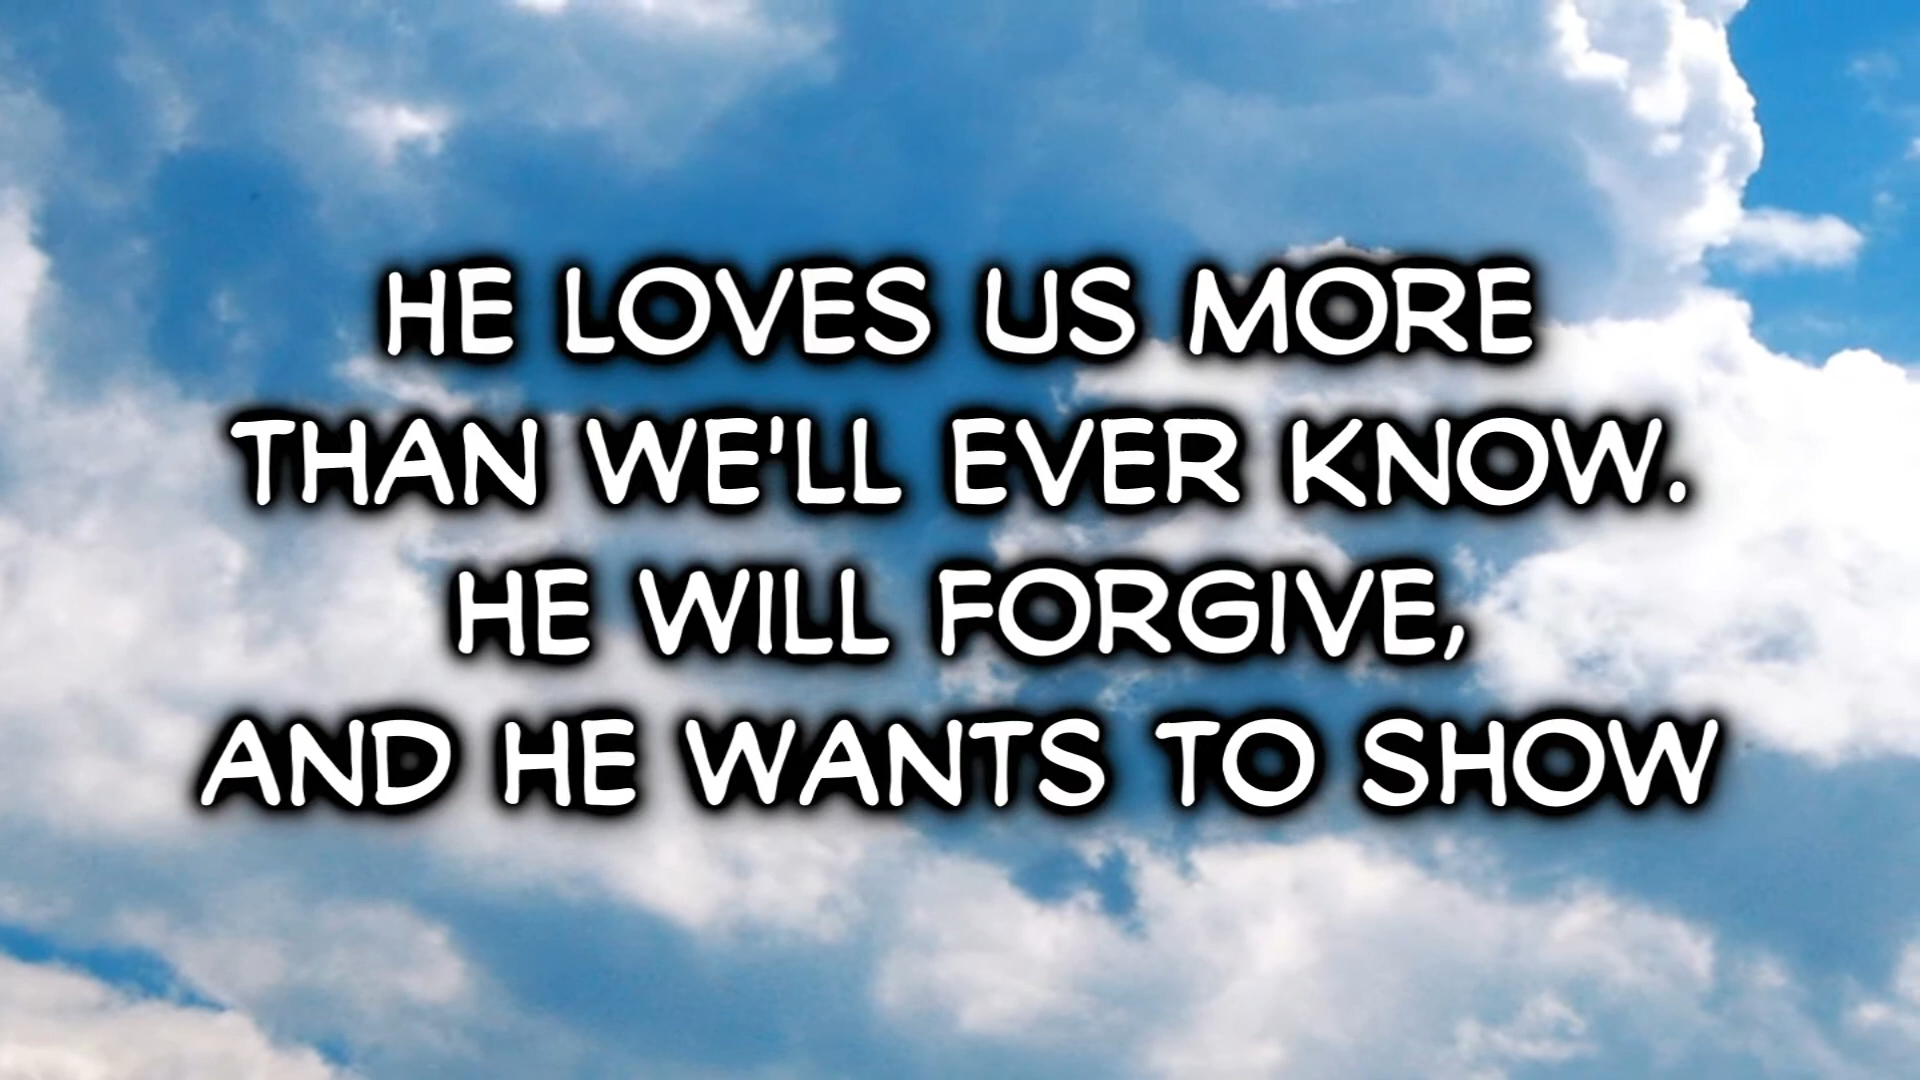 HE LOVES US MORE
THAN WE'LL EVER KNOW.
HE WILL FORGIVE,
AND HE WANTS TO SHOW